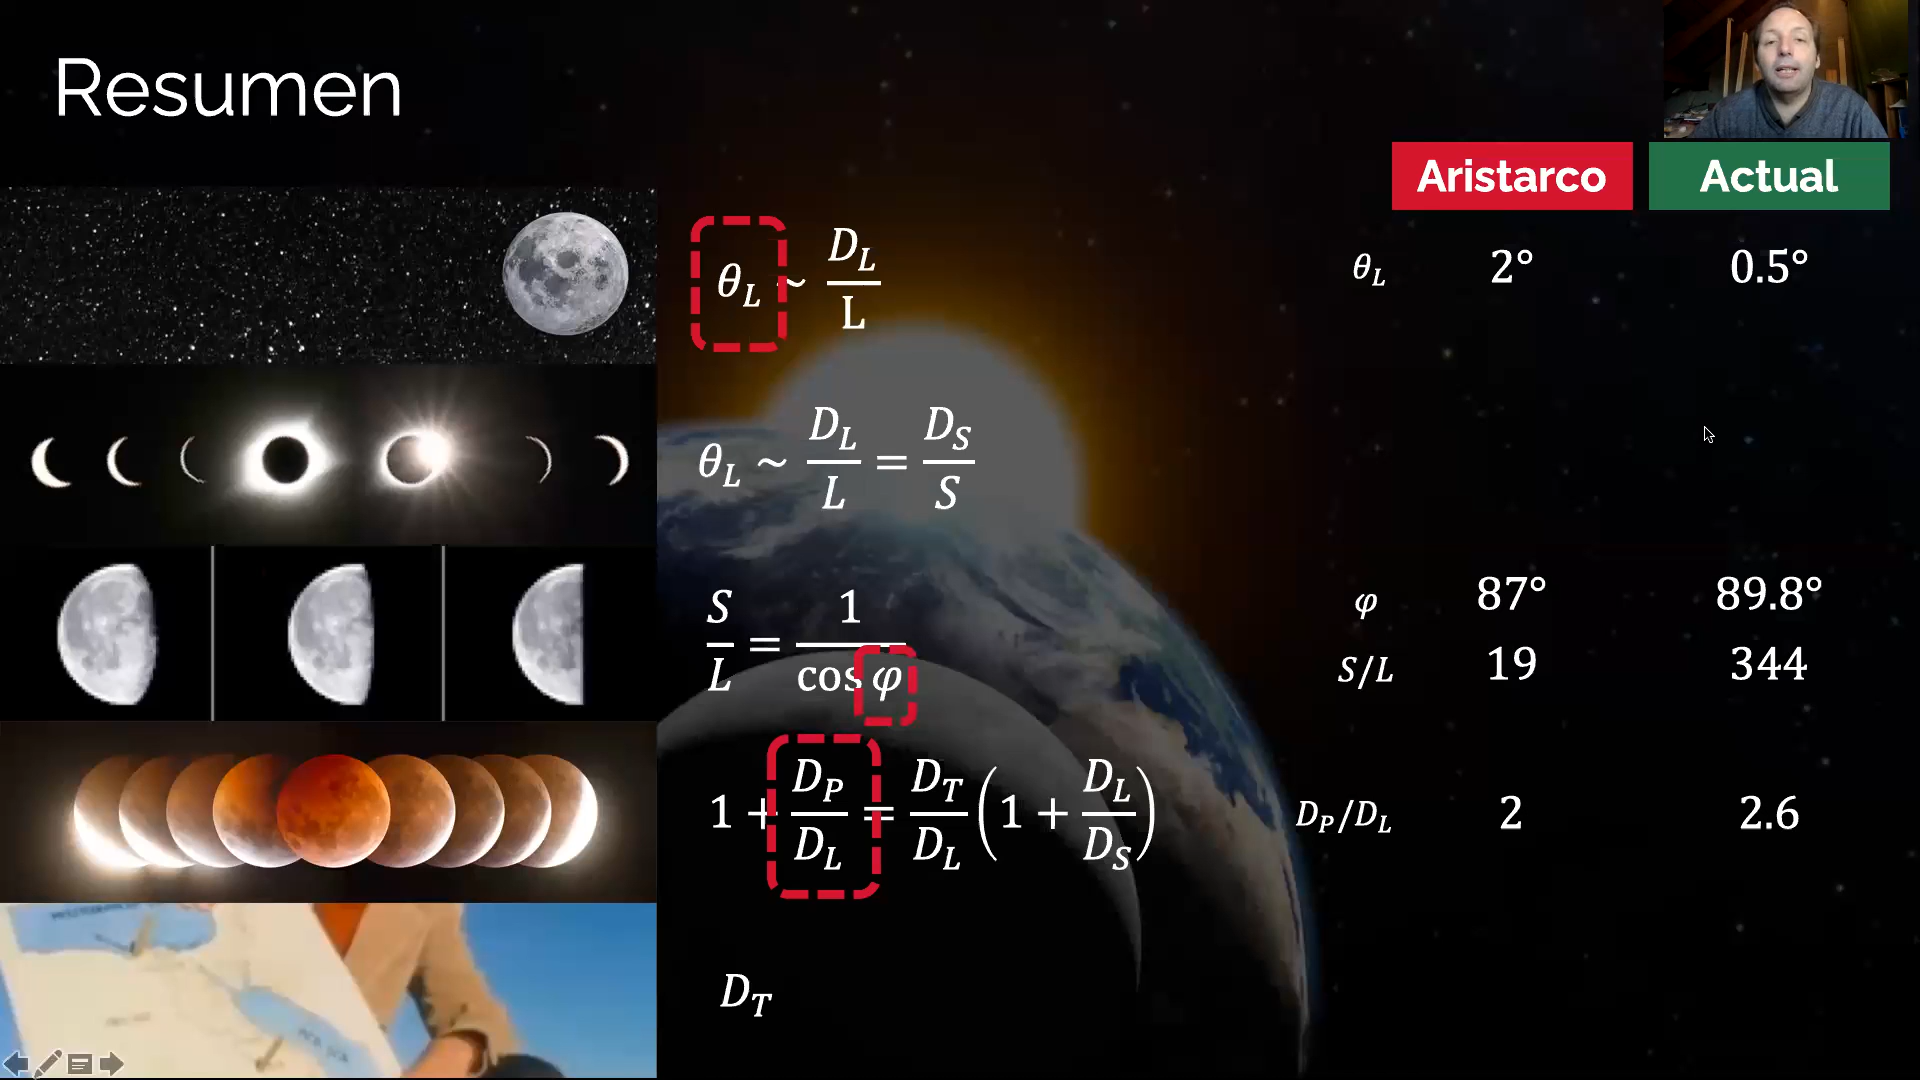 Resumen
Aristarco Actual
θ_L ~ D_L / L
θ_L 2° 0.5°
θ_L ~ D_L / L = D_S / S
S / L = 1 / cos φ
φ 87° 89.8°
S/L 19 344
1 + D_P / D_L = D_T / D_L (1 + D_L / D_S)
D_P/D_L 2 2.6
D_T